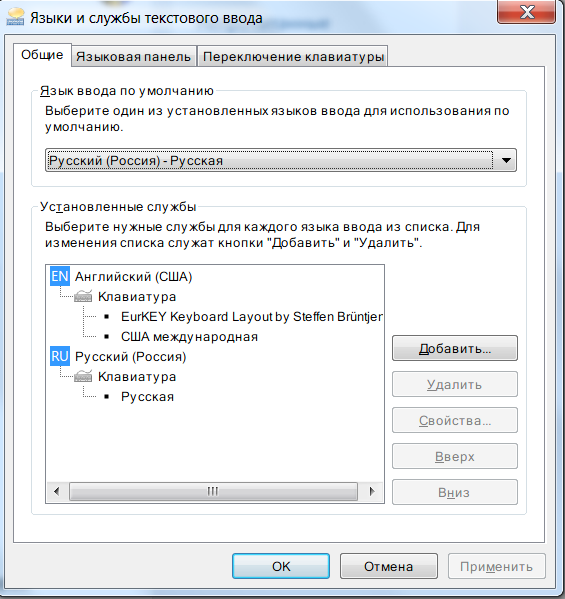 Языки и службы текстового ввода
Общие
Языковая панель
Переключение клавиатуры
Язык ввода по умолчанию
Выберите один из установленных языков ввода для использования по
умолчанию.
Русский (Россия) - Русская
Установленные службы
Выберите нужные службы для каждого языка ввода из списка. Для
изменения списка служат кнопки "Добавить" и "Удалить".
EN Английский (США)
Клавиатура
EurKEY Keyboard Layout by Steffen Brüntjen
США международная
RU Русский (Россия)
Клавиатура
Русская
Добавить...
Удалить
Свойства...
Вверх
Вниз
OK
Отмена
Применить